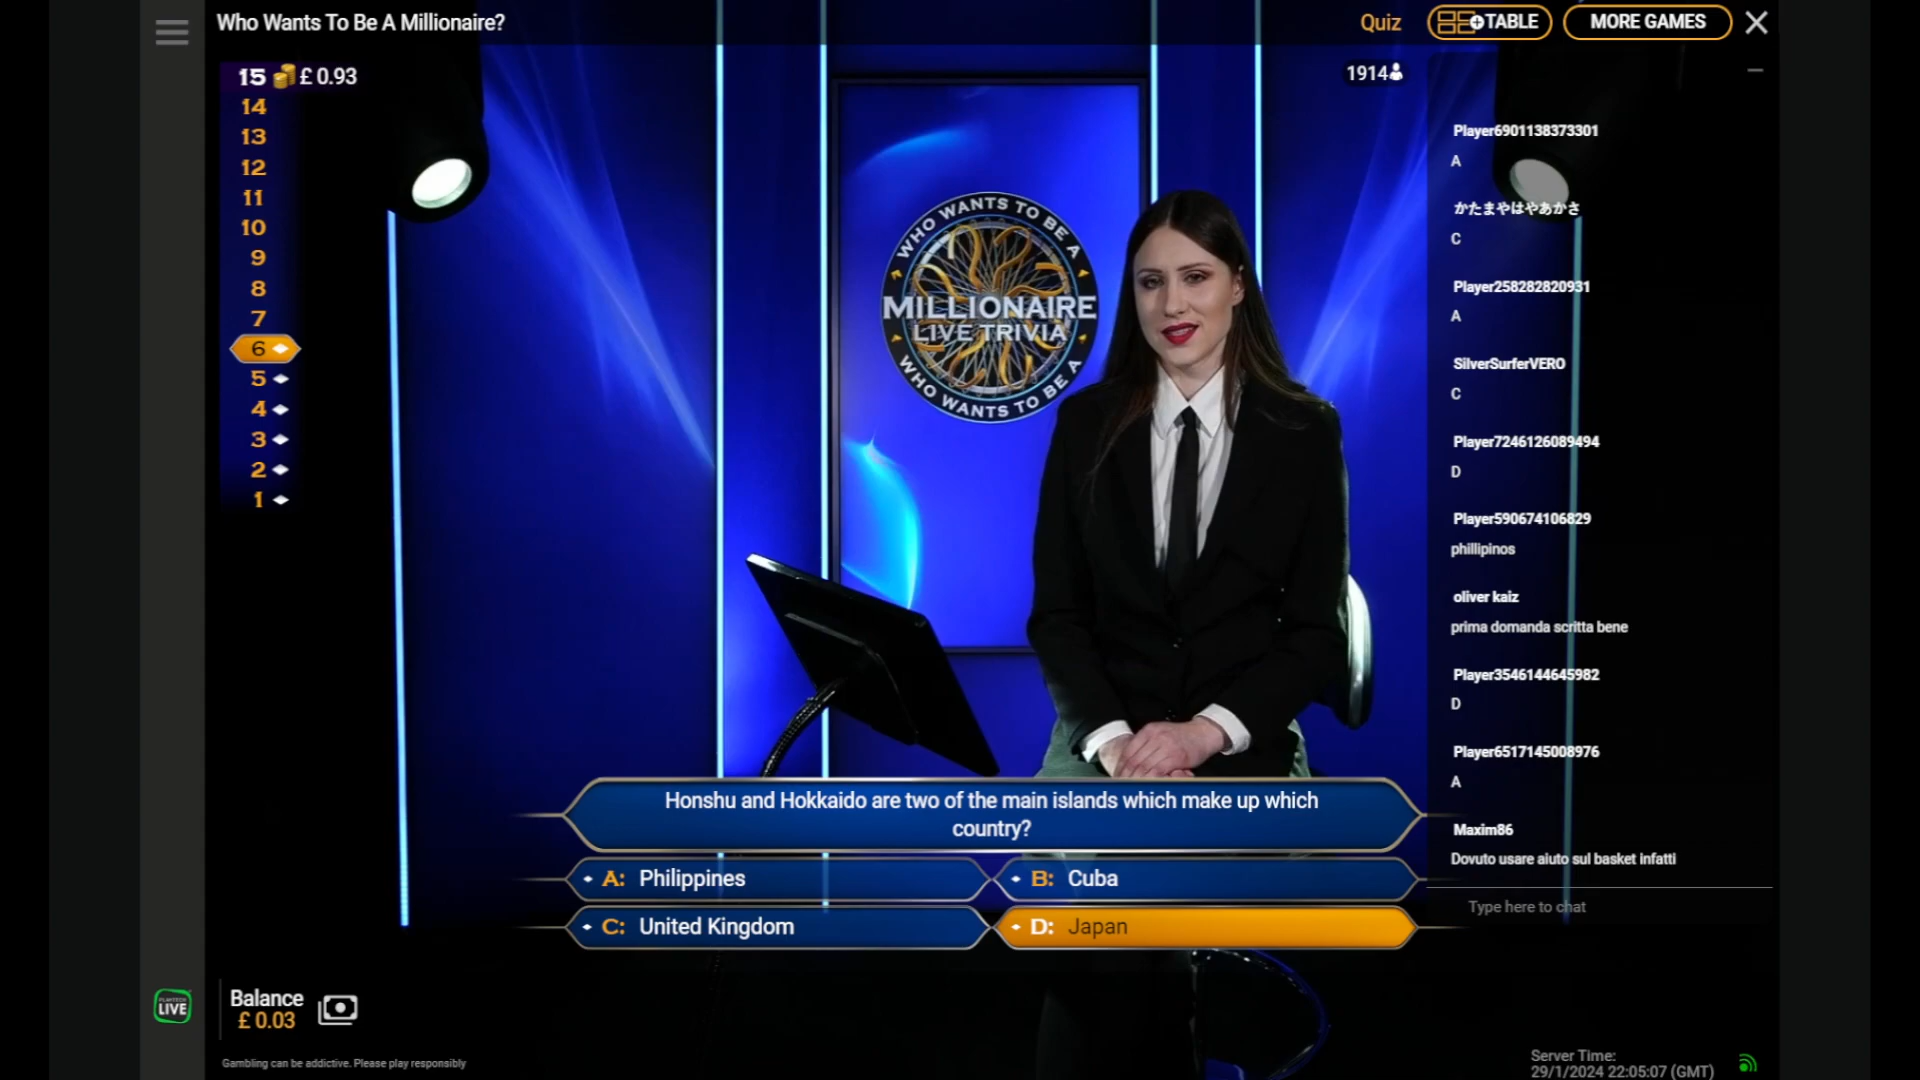 Who Wants To Be A Millionaire?
Quiz
TABLE
MORE GAMES
15 £ 0.93
14
13
12
11
10
9
8
7
6
5
4
3
2
1
1914
WHO WANTS TO BE A
MILLIONAIRE
LIVE TRIVIA
WHO WANTS TO BE A
Player6901138373301
A
かたまやはやあかさ
C
Player258282820931
A
SilverSurferVERO
C
Player7246126089494
D
Player590674106829
phillipinos
oliver kaiz
prima domanda scritta bene
Player3546144645982
D
Player6517145008976
A
Maxim86
Dovuto usare aiuto sul basket infatti
Type here to chat
Honshu and Hokkaido are two of the main islands which make up which
country?
A: Philippines
B: Cuba
C: United Kingdom
D: Japan
PLAYTECH
LIVE
Balance
£ 0.03
Gambling can be addictive. Please play responsibly
Server Time:
29/1/2024 22:05:07 (GMT)